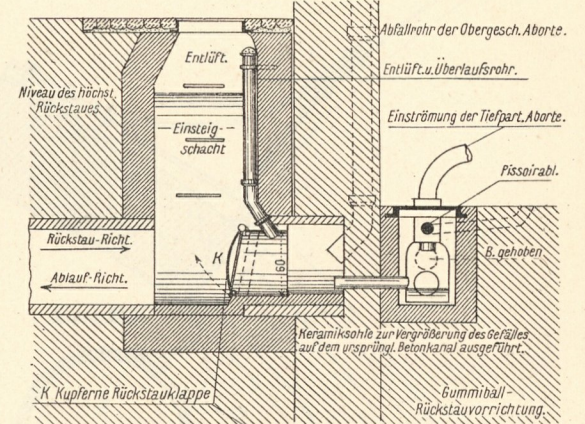 Abfallrohr der Obergesch. Aborte.
Entlüft.
Entlüft. u. Überlaufsrohr.
Niveau des höchst.
Rückstaues
Einströmung der Tiefpart. Aborte.
Einsteig-
schacht
Pissoirabl.
Rückstau-Richt.
K
B. gehoben
60
Ablauf-Richt.
Keramiksohle zur Vergrößerung des Gefälles
auf dem ursprüngl. Betonkanal ausgeführt.
K Kupferne Rückstauklappe
Gummiball-
Rückstauvorrichtung.